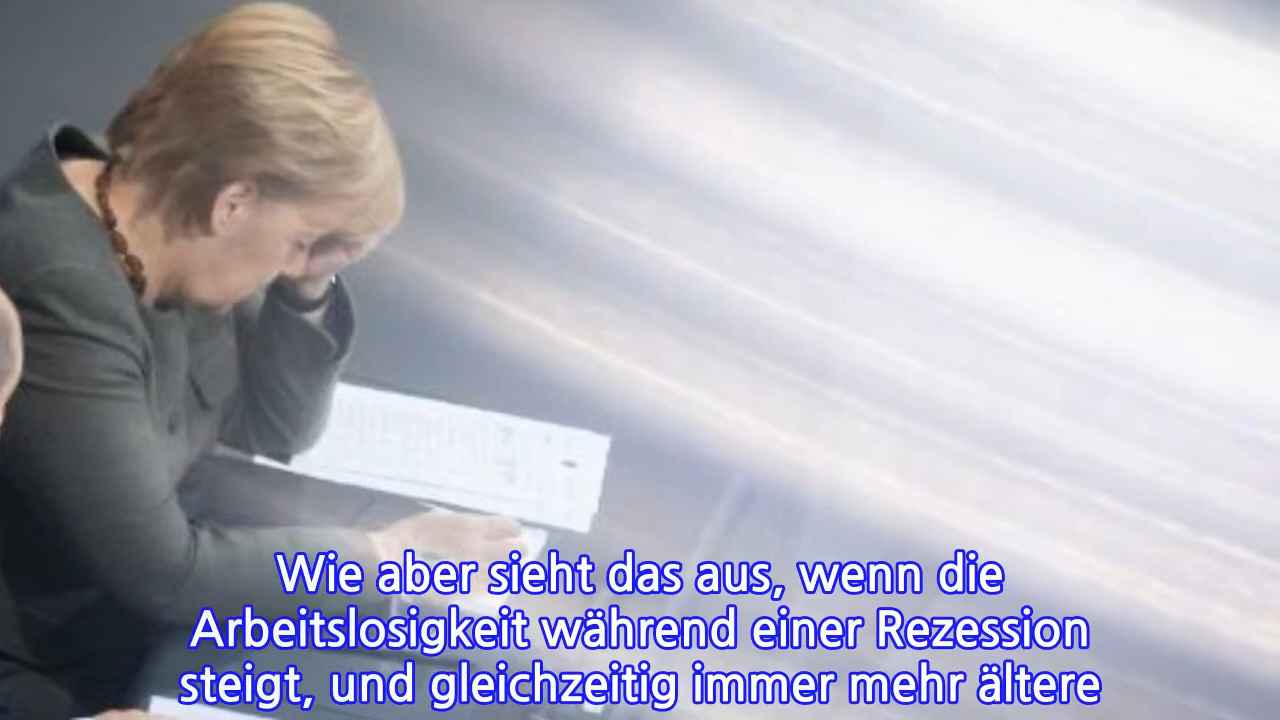 Wie aber sieht das aus, wenn die
Arbeitslosigkeit während einer Rezession
steigt, und gleichzeitig immer mehr ältere